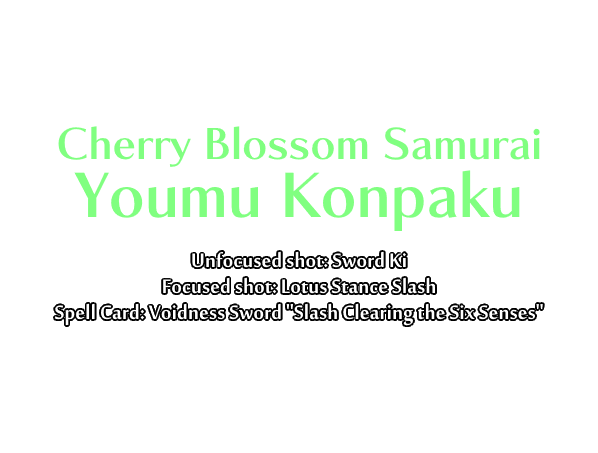 Cherry Blossom Samurai
Youmu Konpaku
Unfocused shot: Sword Ki
Focused shot: Lotus Stance Slash
Spell Card: Voidness Sword "Slash Clearing the Six Senses"